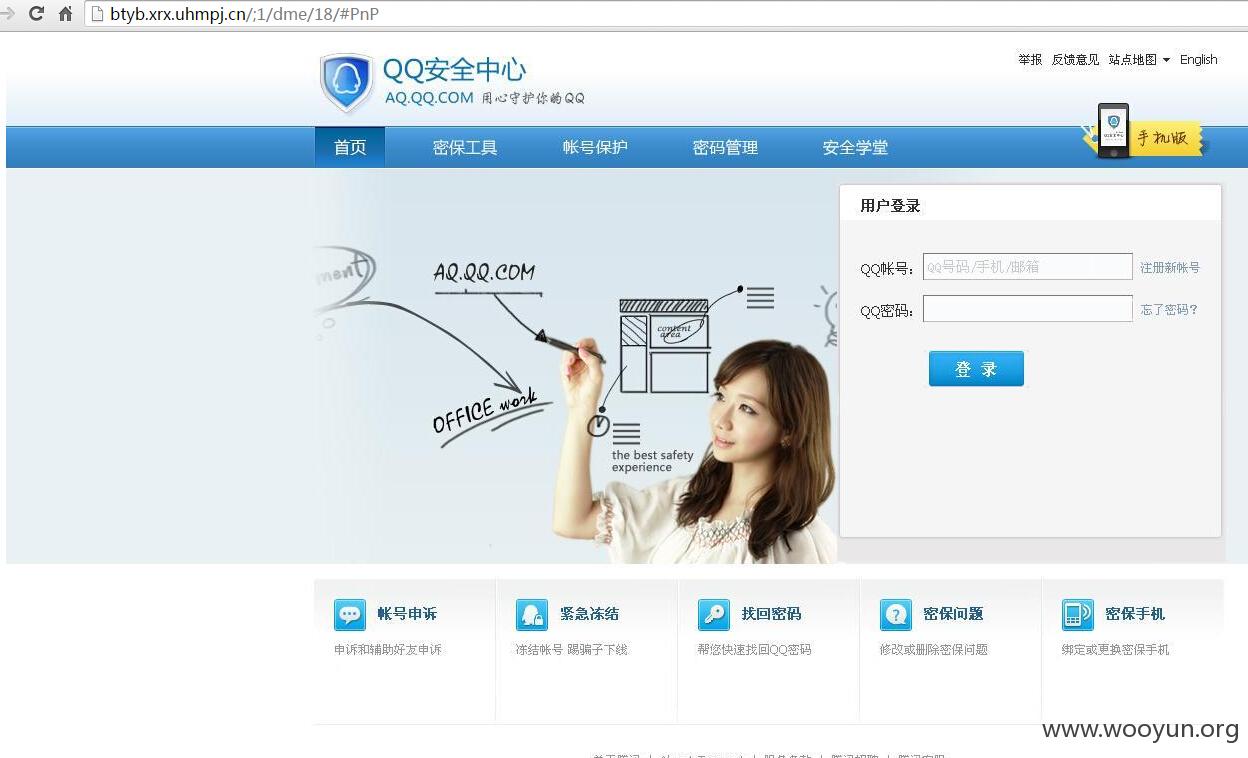 btyb.xrx.uhmpj.cn/;1/dme/18/#PnP
QQ安全中心
AQ.QQ.COM 用心守护你的QQ
举报 反馈意见 站点地图 English
首页 密保工具 帐号保护 密码管理 安全学堂
手机版
用户登录
QQ帐号： QQ号码/手机/邮箱 注册新帐号
QQ密码： 忘了密码?
登 录
AQ.QQ.COM
content area
OFFICE work
the best safety
experience
帐号申诉 紧急冻结 找回密码 密保问题 密保手机
申诉和辅助好友申诉 冻结帐号 踢骗子下线 帮您快速找回QQ密码 修改或删除密保问题 绑定或更换密保手机
www.wooyun.org